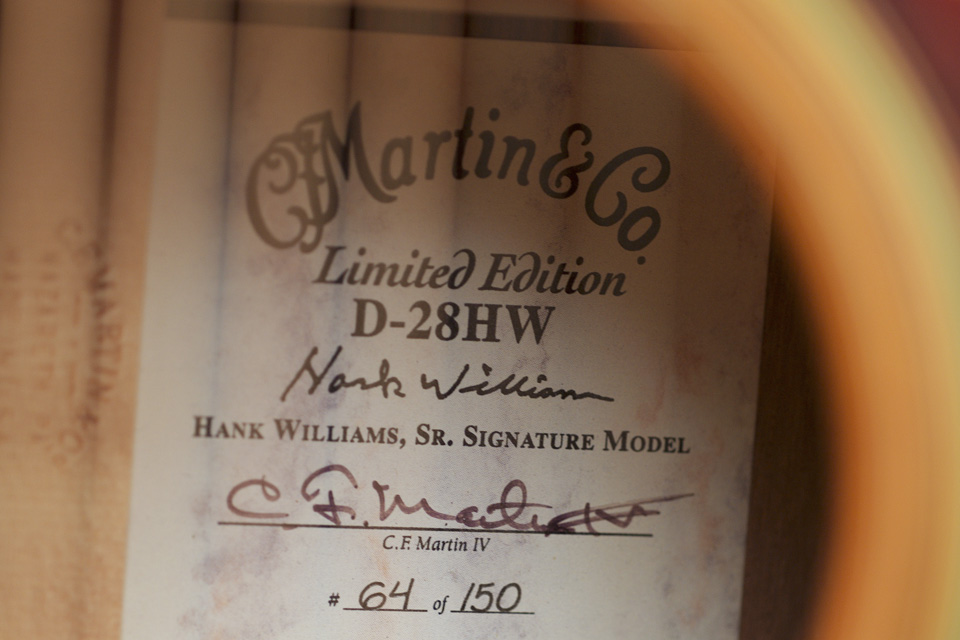 CF Martin & Co.
Limited Edition
D-28HW
Hank Williams
HANK WILLIAMS, SR. SIGNATURE MODEL
C. F. Martin IV
C.F. Martin IV
# 64 of 150